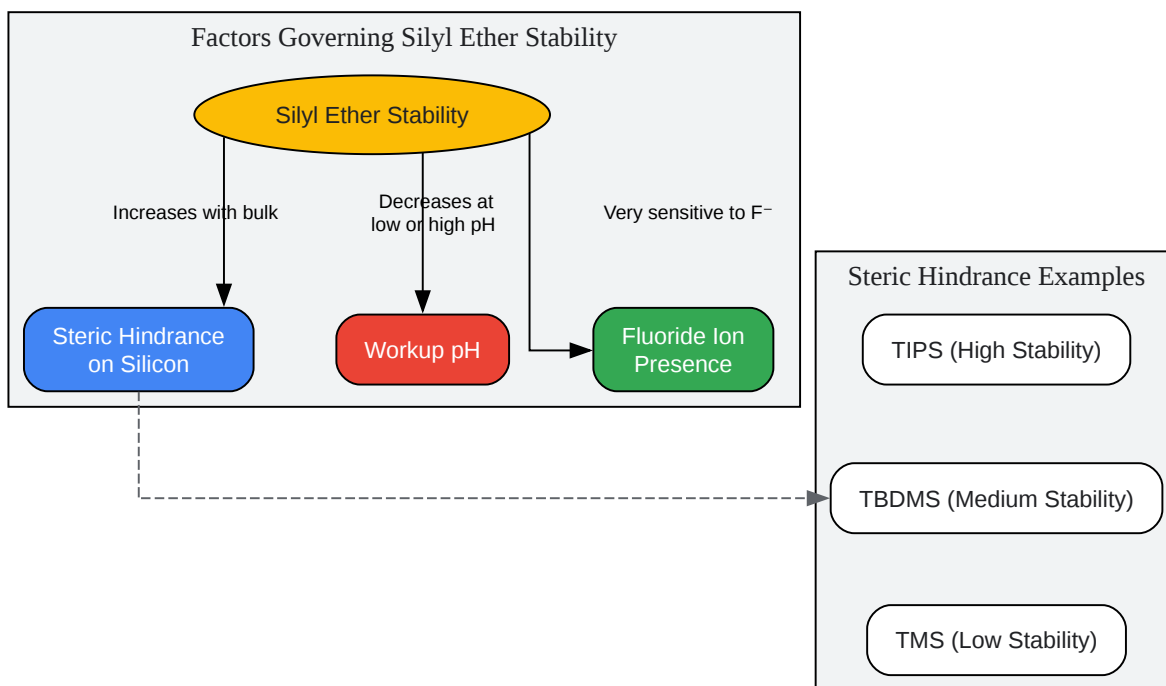 Factors Governing Silyl Ether Stability
Silyl Ether Stability
Increases with bulk
Decreases at
low or high pH
Very sensitive to F⁻
Steric Hindrance
on Silicon
Workup pH
Fluoride Ion
Presence
Steric Hindrance Examples
TIPS (High Stability)
TBDMS (Medium Stability)
TMS (Low Stability)